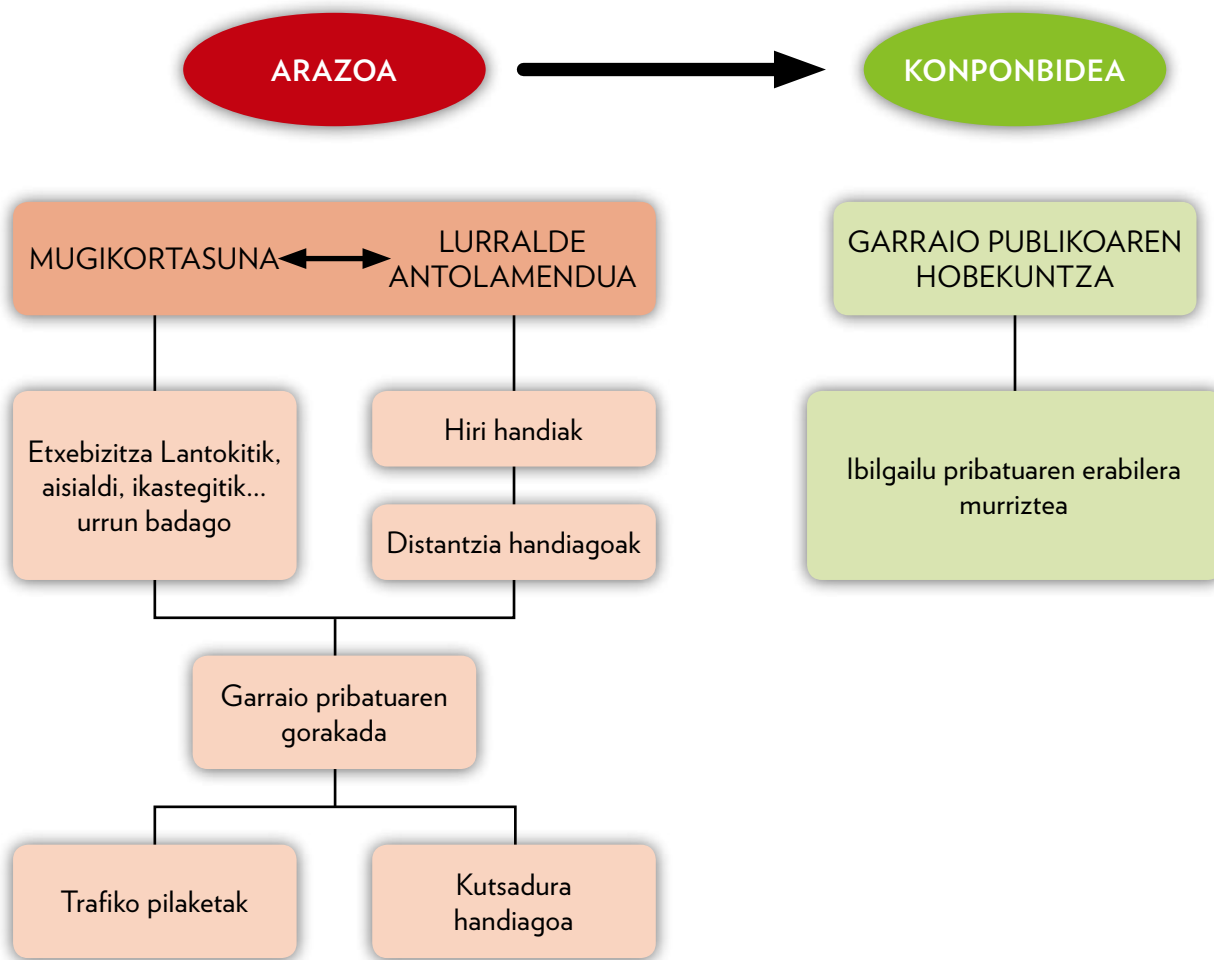 ARAZOA
KONPONBIDEA
MUGIKORTASUNA
LURRALDE
ANTOLAMENDUA
GARRAIO PUBLIKOAREN
HOBEKUNTZA
Etxebizitza Lantokitik,
aisialdi, ikastegitik...
urrun badago
Hiri handiak
Distantzia handiagoak
Ibilgailu pribatuaren erabilera
murriztea
Garraio pribatuaren
gorakada
Trafiko pilaketak
Kutsadura
handiagoa